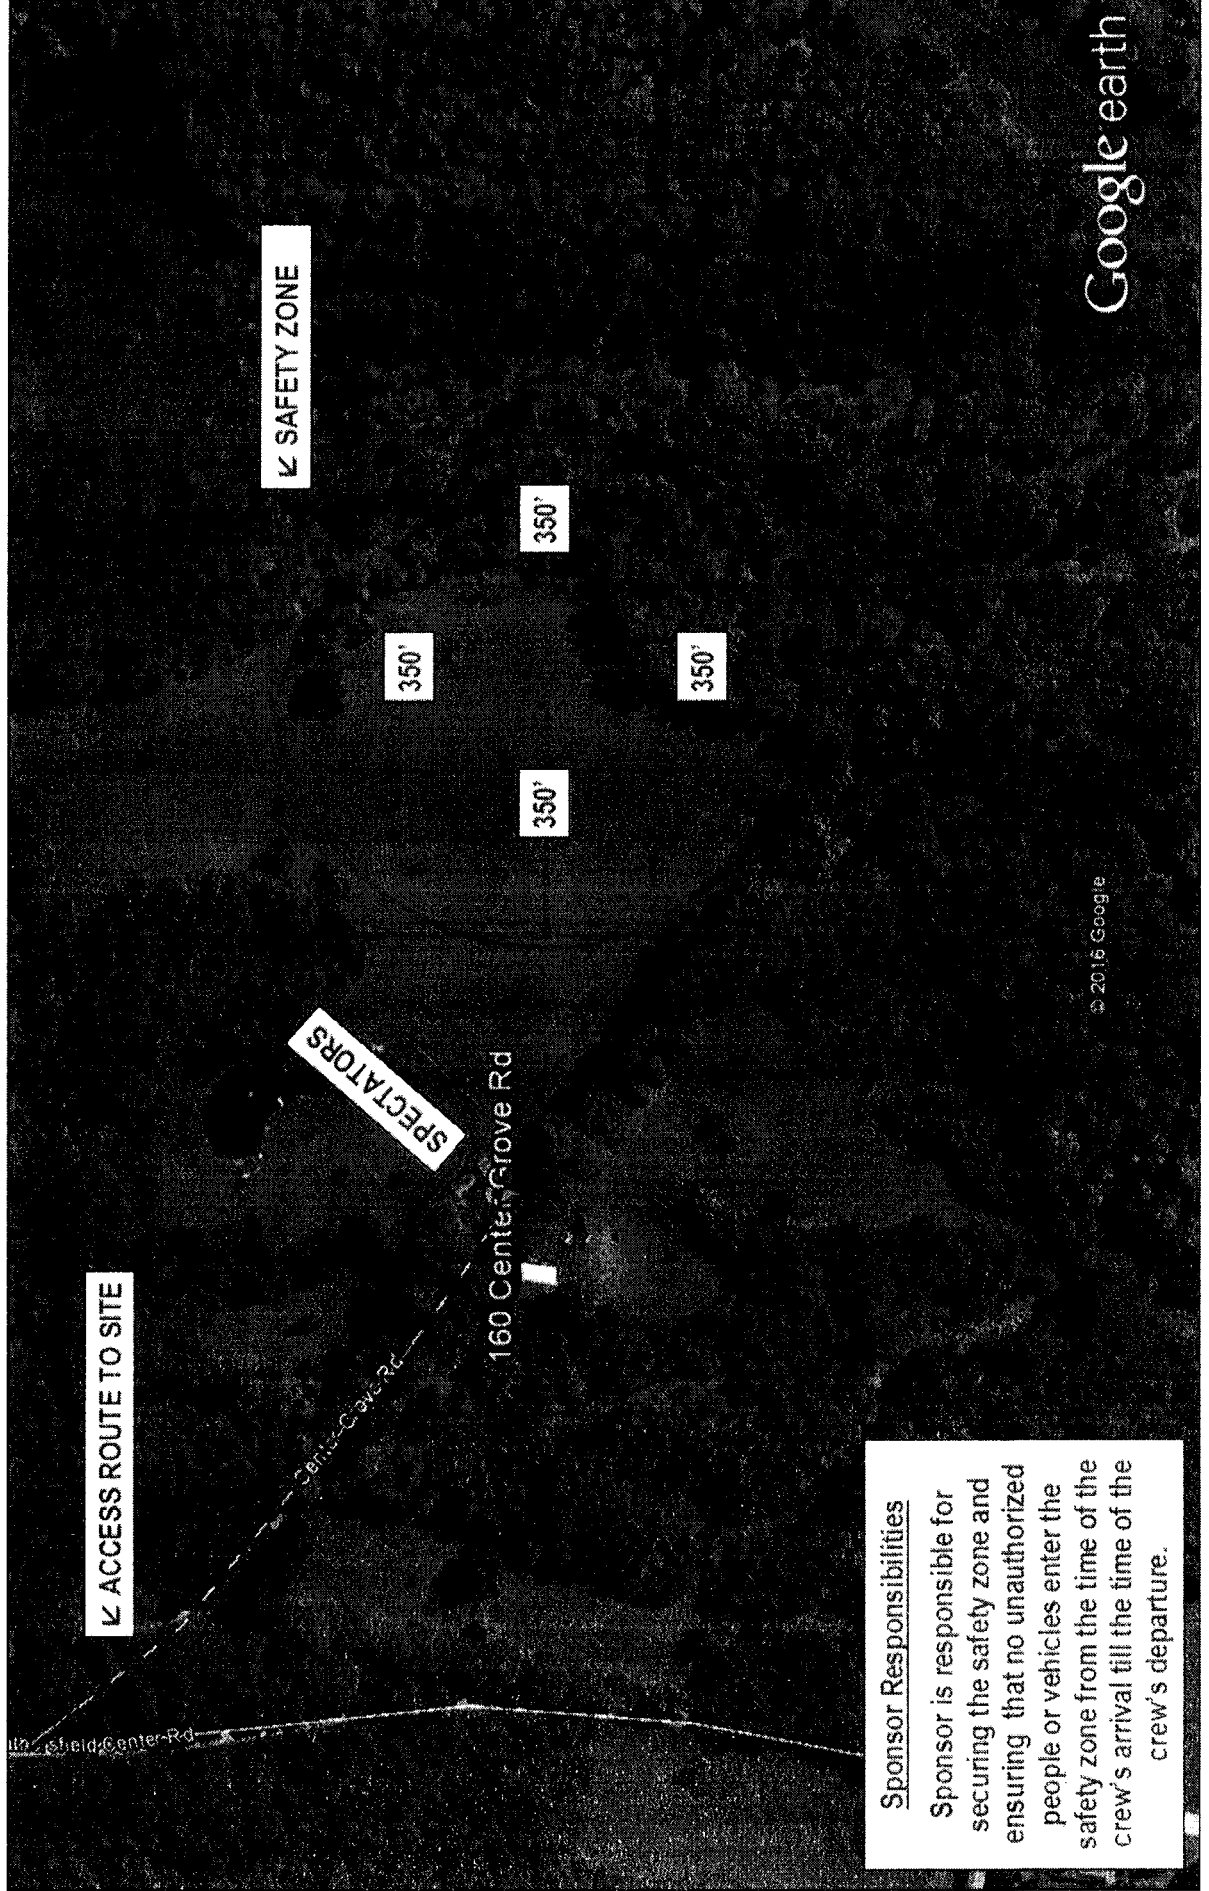 ↙ ACCESS ROUTE TO SITE
↙ SAFETY ZONE
SPECTATORS
350'
350'
350'
350'
160 Center Grove Rd
Center-Grove-Rd
sfield-Center-Rd
Sponsor Responsibilities
Sponsor is responsible for
securing the safety zone and
ensuring that no unauthorized
people or vehicles enter the
safety zone from the time of the
crew's arrival till the time of the
crew's departure.
© 2016 Google
Google earth